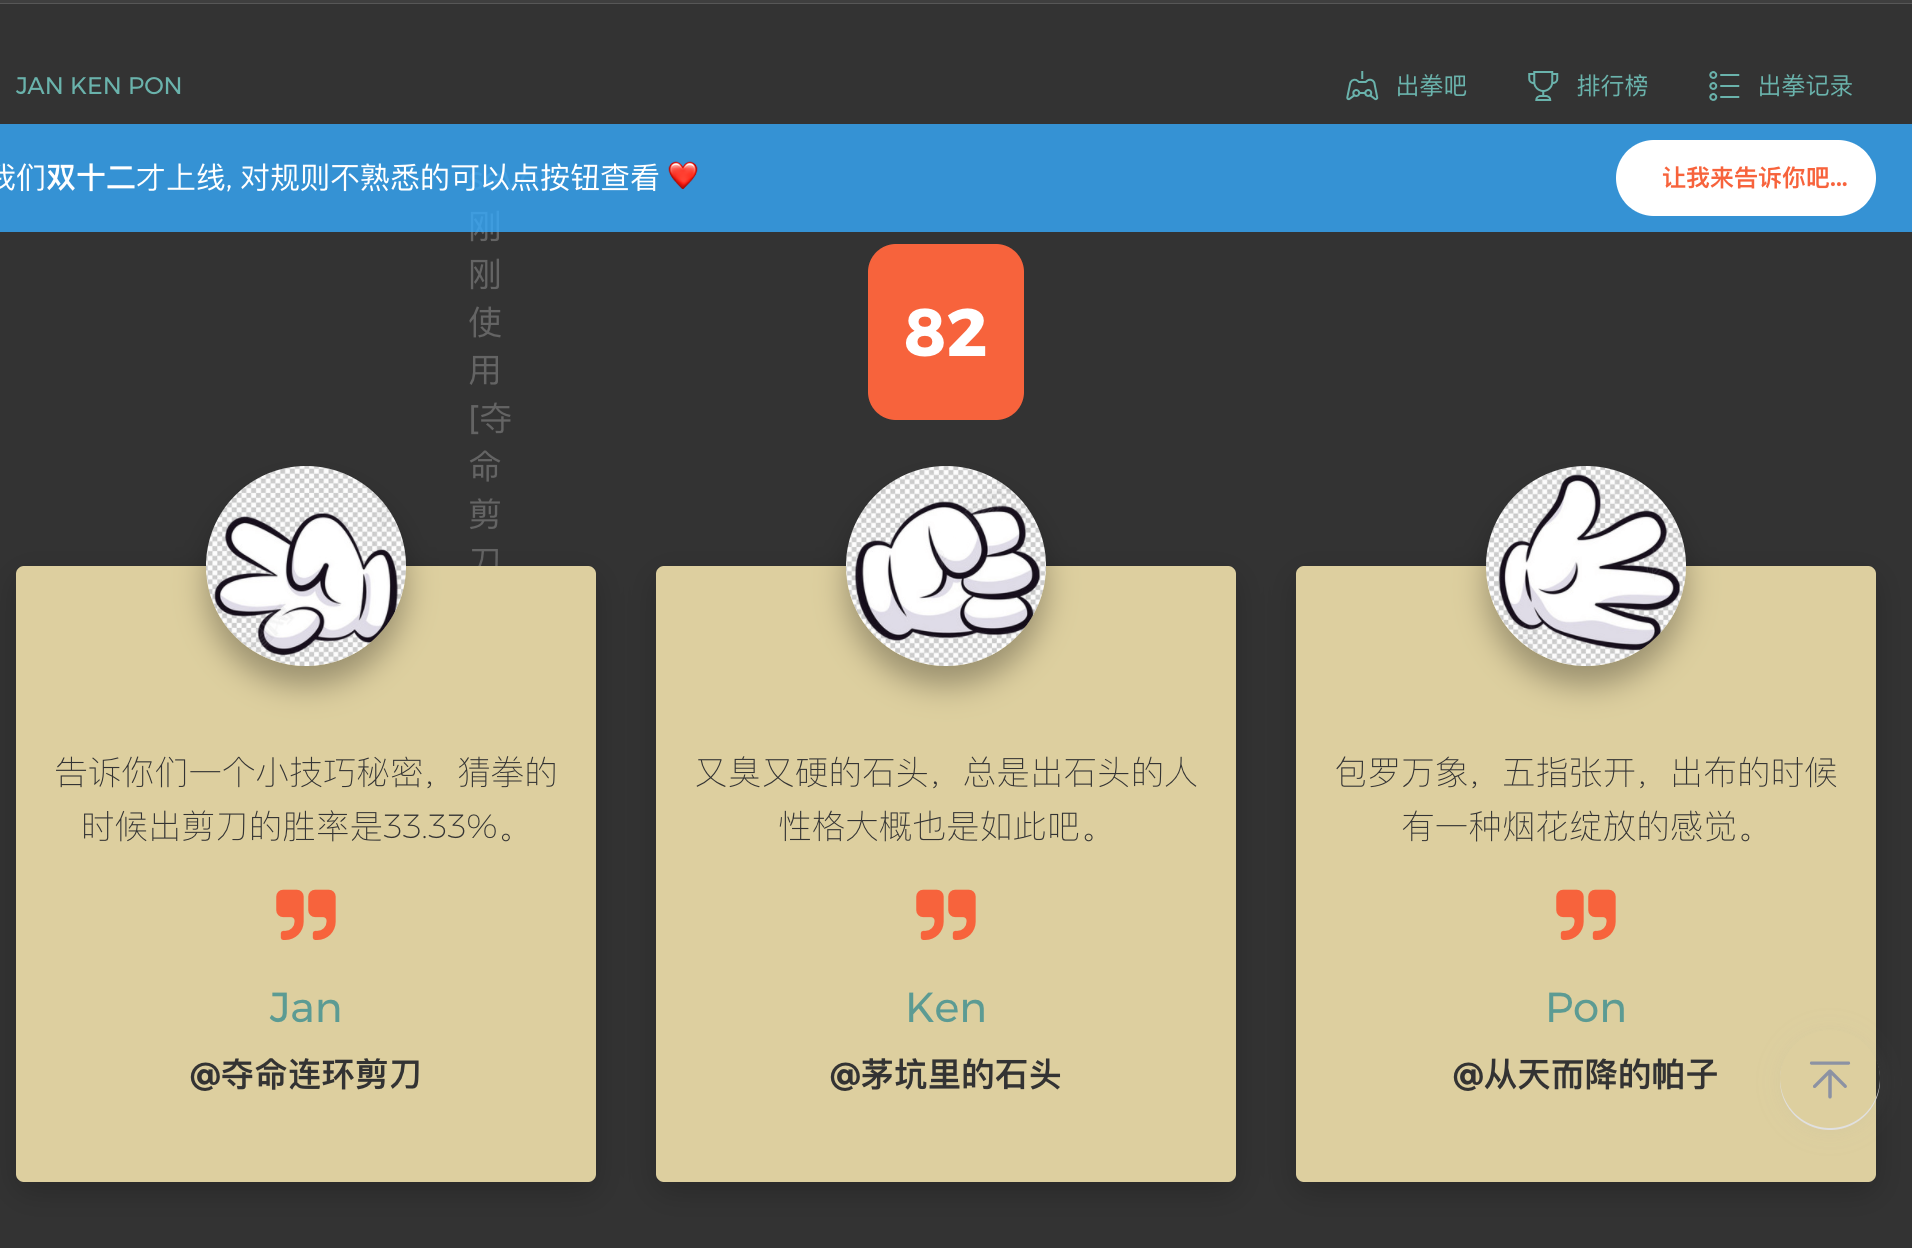 JAN KEN PON
出拳吧
排行榜
出拳记录
我们双十二才上线, 对规则不熟悉的可以点按钮查看 ❤️
让我来告诉你吧...
刚
刚
使
用
[夺
命
剪
刀
82
告诉你们一个小技巧秘密，猜拳的
时候出剪刀的胜率是33.33%。
Jan
@夺命连环剪刀
又臭又硬的石头，总是出石头的人
性格大概也是如此吧。
Ken
@茅坑里的石头
包罗万象，五指张开，出布的时候
有一种烟花绽放的感觉。
Pon
@从天而降的帕子